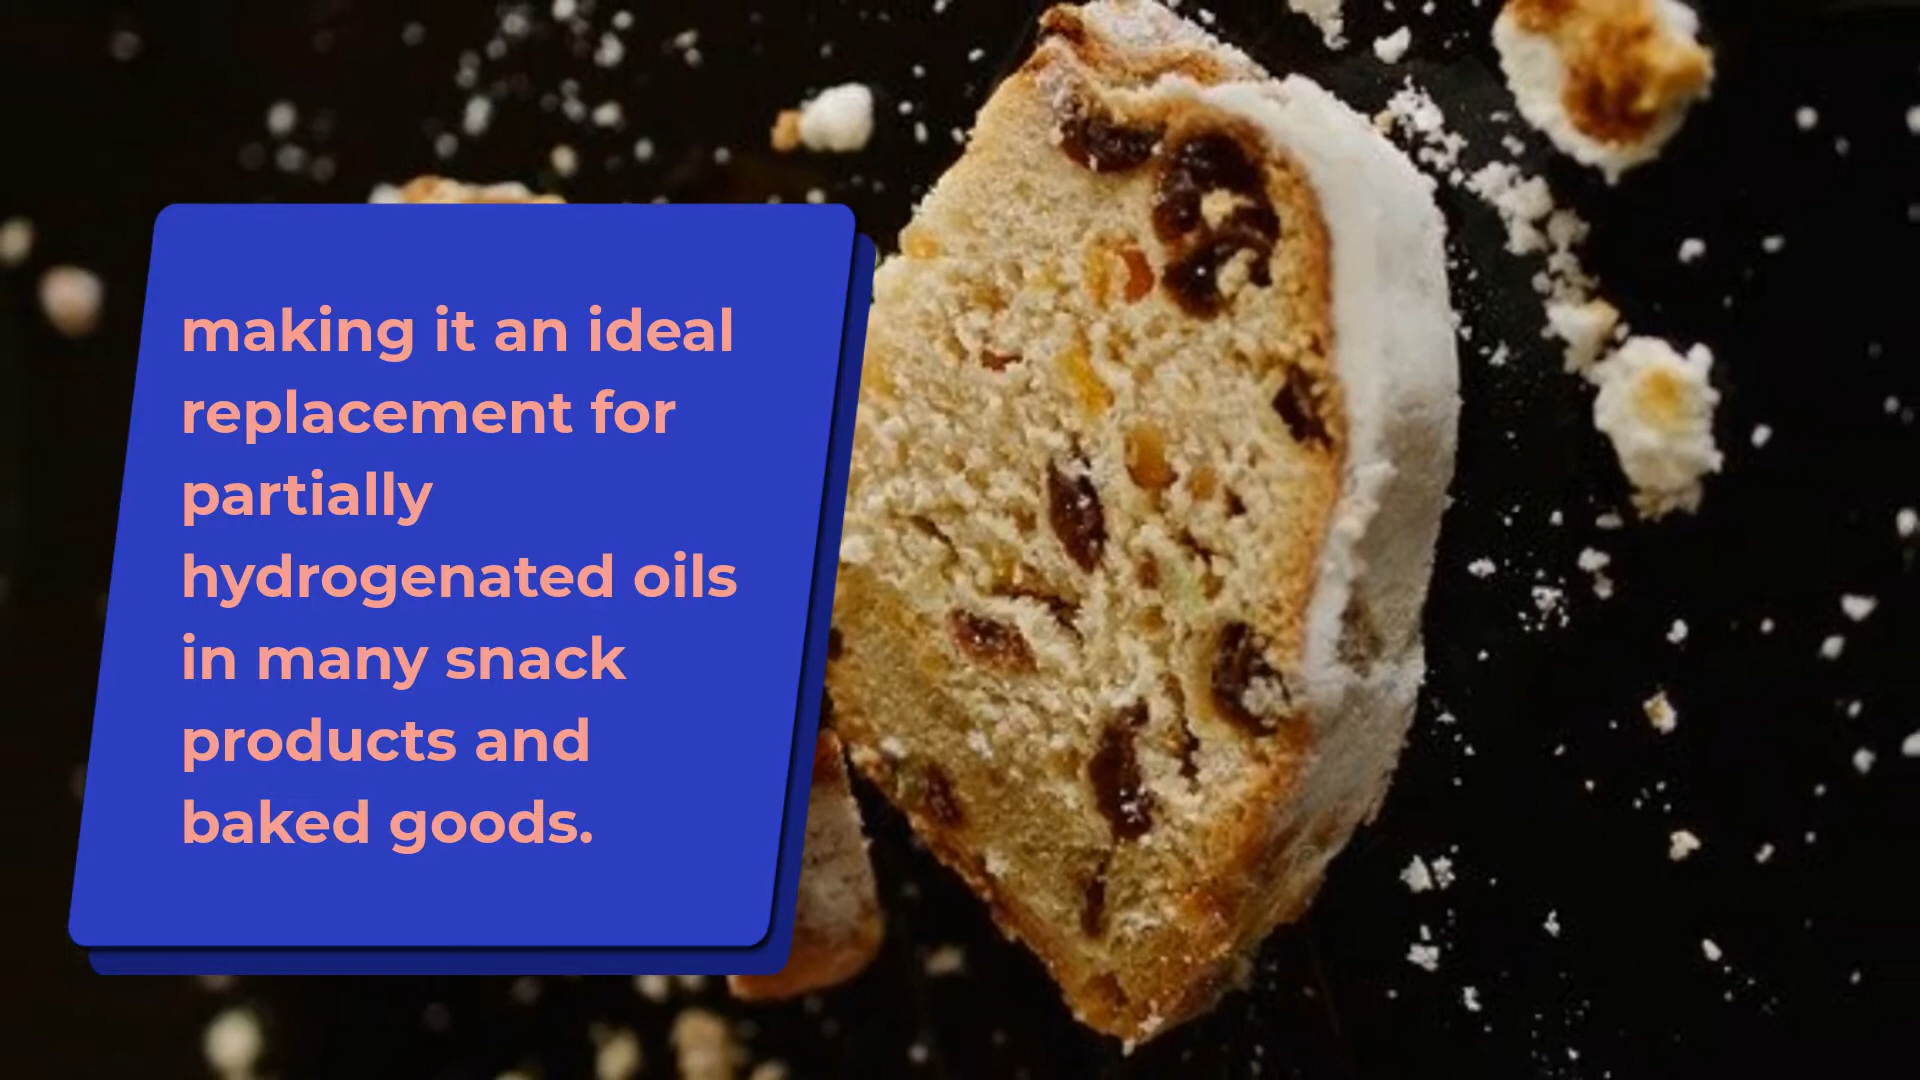 making it an ideal
replacement for
partially
hydrogenated oils
in many snack
products and
baked goods.